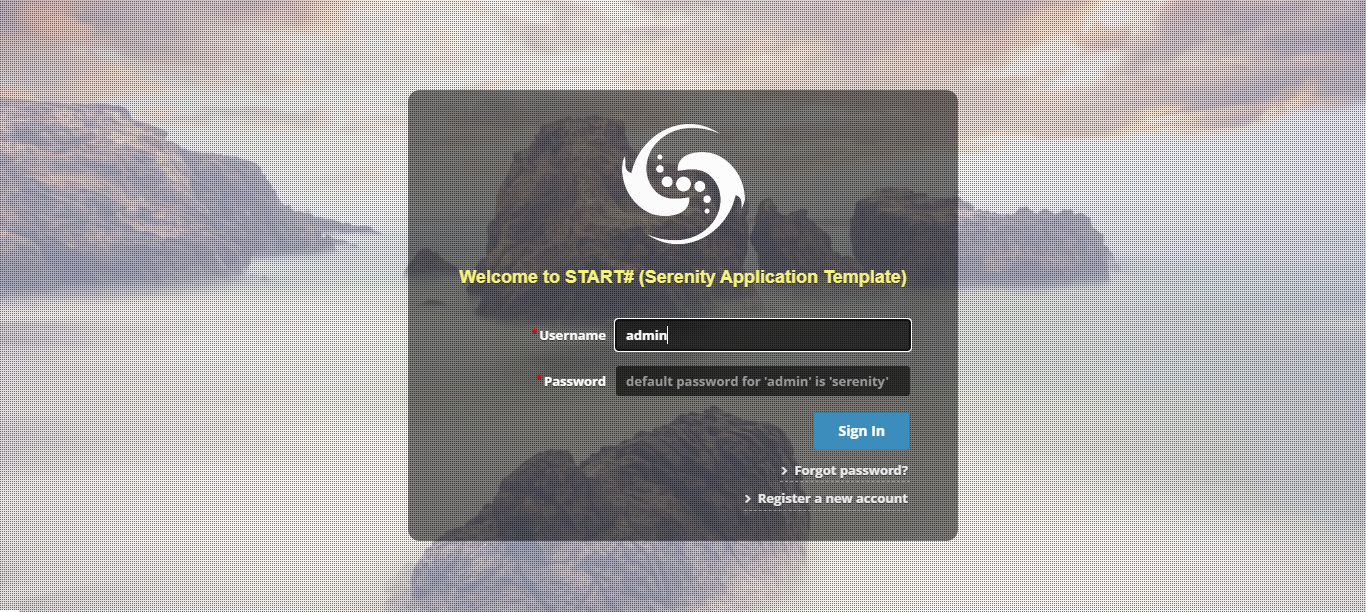 Welcome to START# (Serenity Application Template)
*Username admin
*Password default password for 'admin' is 'serenity'
Sign In
Forgot password?
Register a new account